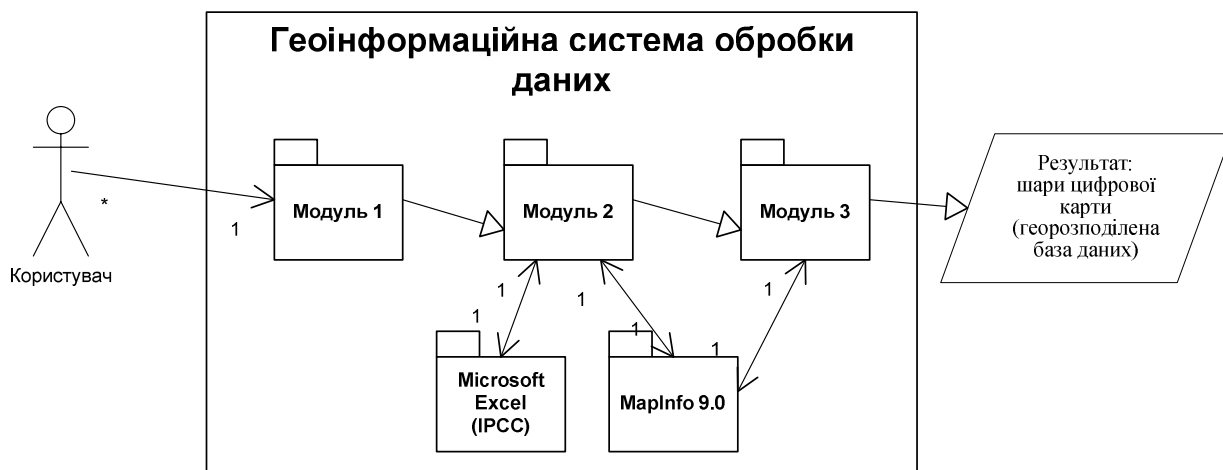 Геоінформаційна система обробки
даних
Модуль 1
Модуль 2
Модуль 3
Результат:
шари цифрової
карти
(георозподілена
база даних)
*
1
Користувач
1
1
1
1
1
1
Microsoft
Excel
(IPCC)
MapInfo 9.0